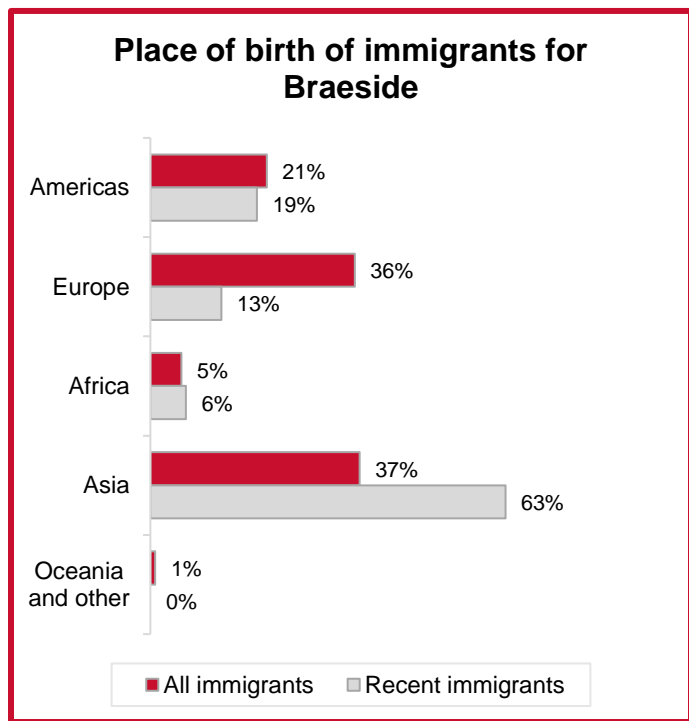 Place of birth of immigrants for
Braeside
Americas
21%
19%
Europe
36%
13%
Africa
5%
6%
Asia
37%
63%
Oceania
and other
1%
0%
All immigrants
Recent immigrants